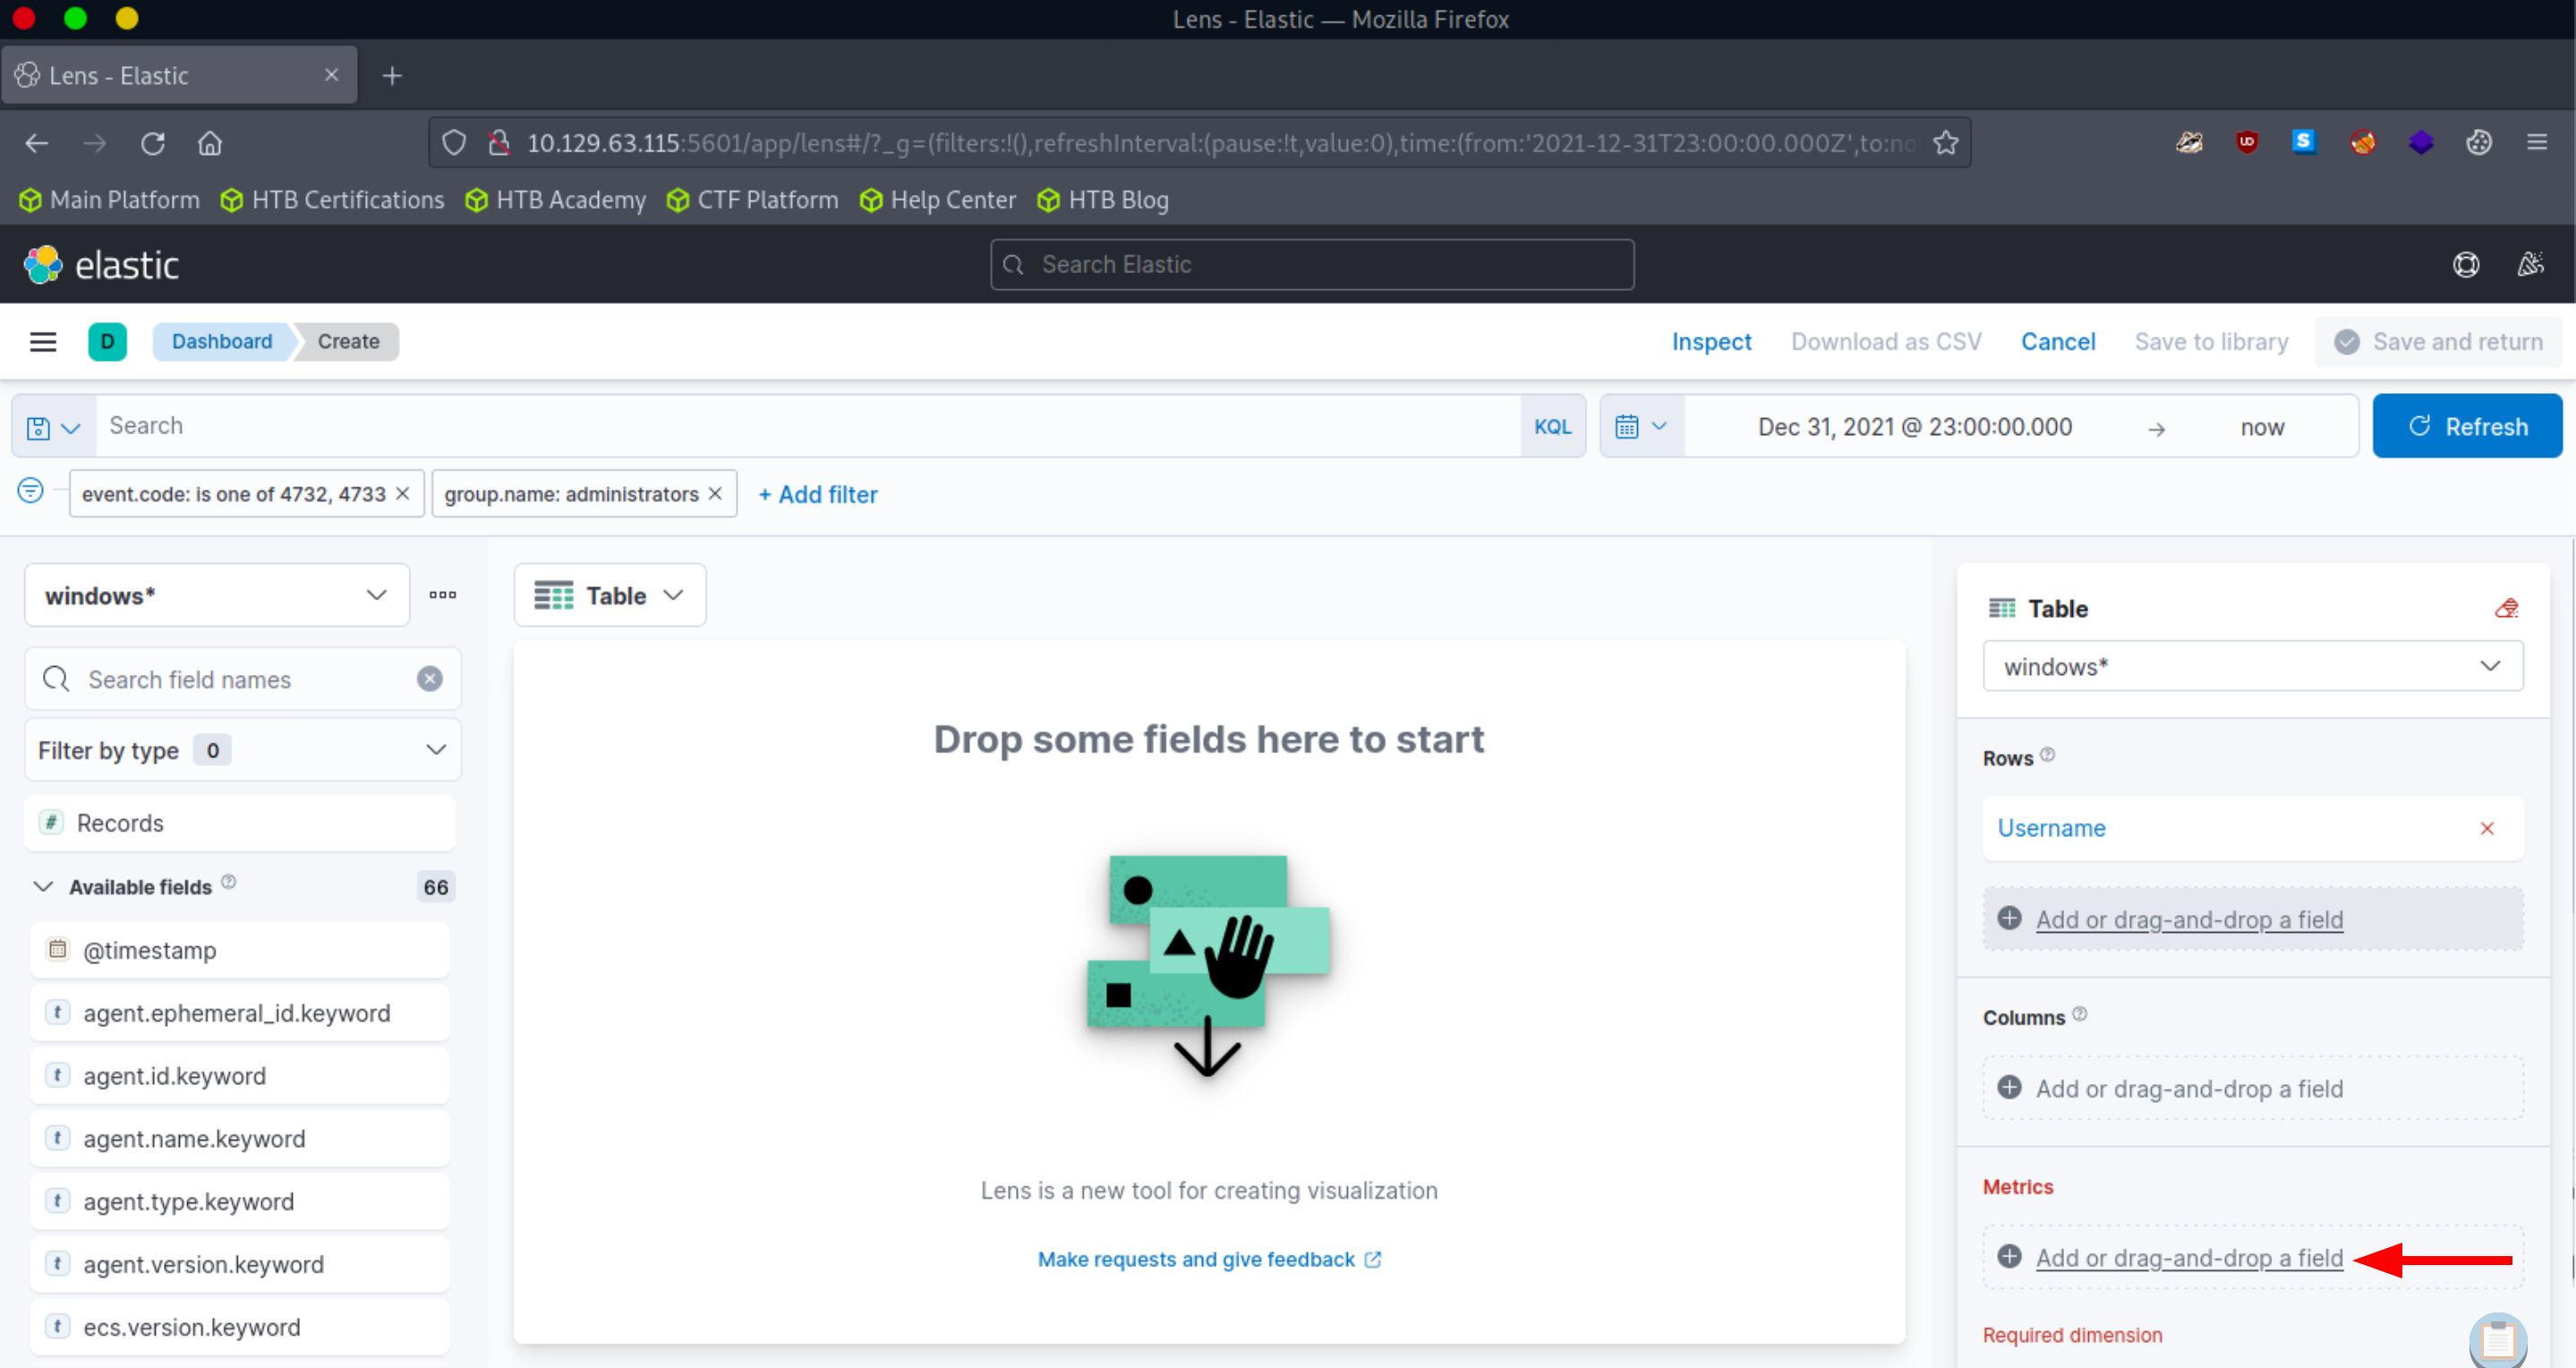 Lens - Elastic — Mozilla Firefox
Lens - Elastic
10.129.63.115:5601/app/lens#/?_g=(filters:!(),refreshInterval:(pause:!t,value:0),time:(from:'2021-12-31T23:00:00.000Z',to:no
Main Platform HTB Certifications HTB Academy CTF Platform Help Center HTB Blog
elastic
Search Elastic
D Dashboard Create Inspect Download as CSV Cancel Save to library Save and return
Search KQL Dec 31, 2021 @ 23:00:00.000 → now Refresh
event.code: is one of 4732, 4733 group.name: administrators + Add filter
windows*
Search field names
Filter by type 0
# Records
Available fields 66
@timestamp
t agent.ephemeral_id.keyword
t agent.id.keyword
t agent.name.keyword
t agent.type.keyword
t agent.version.keyword
t ecs.version.keyword
Table
Drop some fields here to start
Lens is a new tool for creating visualization
Make requests and give feedback
Table
windows*
Rows
Username
Add or drag-and-drop a field
Columns
Add or drag-and-drop a field
Metrics
Add or drag-and-drop a field
Required dimension